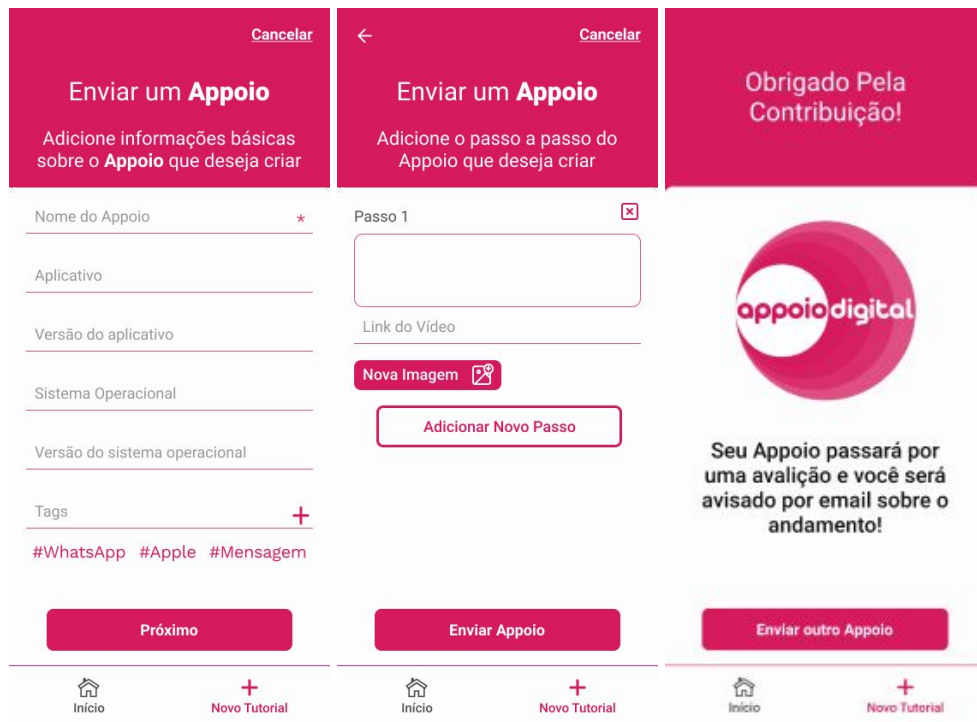 Cancelar
Enviar um Appoio
Adicione informações básicas
sobre o Appoio que deseja criar
Nome do Appoio *
Aplicativo
Versão do aplicativo
Sistema Operacional
Versão do sistema operacional
Tags
#WhatsApp #Apple #Mensagem
Próximo
Início
Novo Tutorial
Cancelar
Enviar um Appoio
Adicione o passo a passo do
Appoio que deseja criar
Passo 1
Link do Vídeo
Nova Imagem
Adicionar Novo Passo
Enviar Appoio
Início
Novo Tutorial
Obrigado Pela
Contribuição!
appoiodigital
Seu Appoio passará por
uma avalição e você será
avisado por email sobre o
andamento!
Enviar outro Appoio
Início
Novo Tutorial